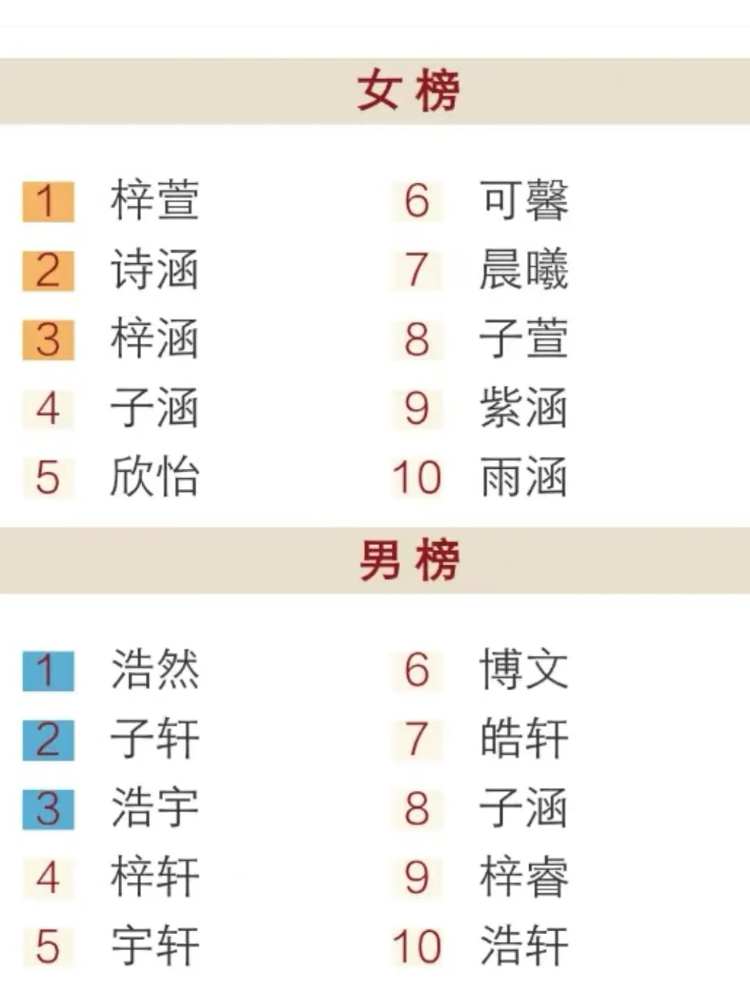 女榜
1 梓萱 6 可馨
2 诗涵 7 晨曦
3 梓涵 8 子萱
4 子涵 9 紫涵
5 欣怡 10 雨涵
男榜
1 浩然 6 博文
2 子轩 7 皓轩
3 浩宇 8 子涵
4 梓轩 9 梓睿
5 宇轩 10 浩轩